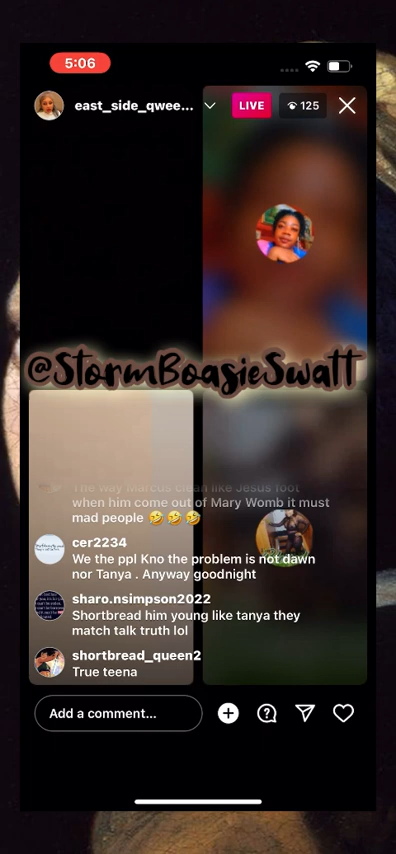 5:06
east_side_qwee...
LIVE
125
@StormBoasieSwatt
The way Marcus clean like Jesus foot
when him come out of Mary Womb it must
mad people 🤣🤣🤣
cer2234
We the ppl Kno the problem is not dawn
nor Tanya . Anyway goodnight
sharo.nsimpson2022
Shortbread him young like tanya they
match talk truth lol
shortbread_queen2
True teena
Add a comment...